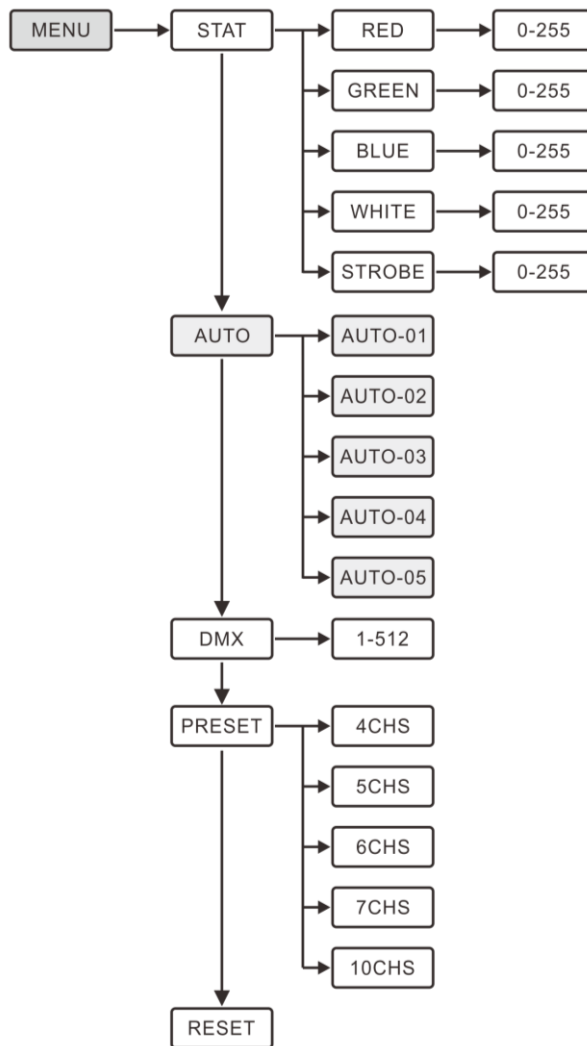 MENU STAT RED 0-255
GREEN 0-255
BLUE 0-255
WHITE 0-255
STROBE 0-255
AUTO AUTO-01
AUTO-02
AUTO-03
AUTO-04
AUTO-05
DMX 1-512
PRESET 4CHS
5CHS
6CHS
7CHS
10CHS
RESET